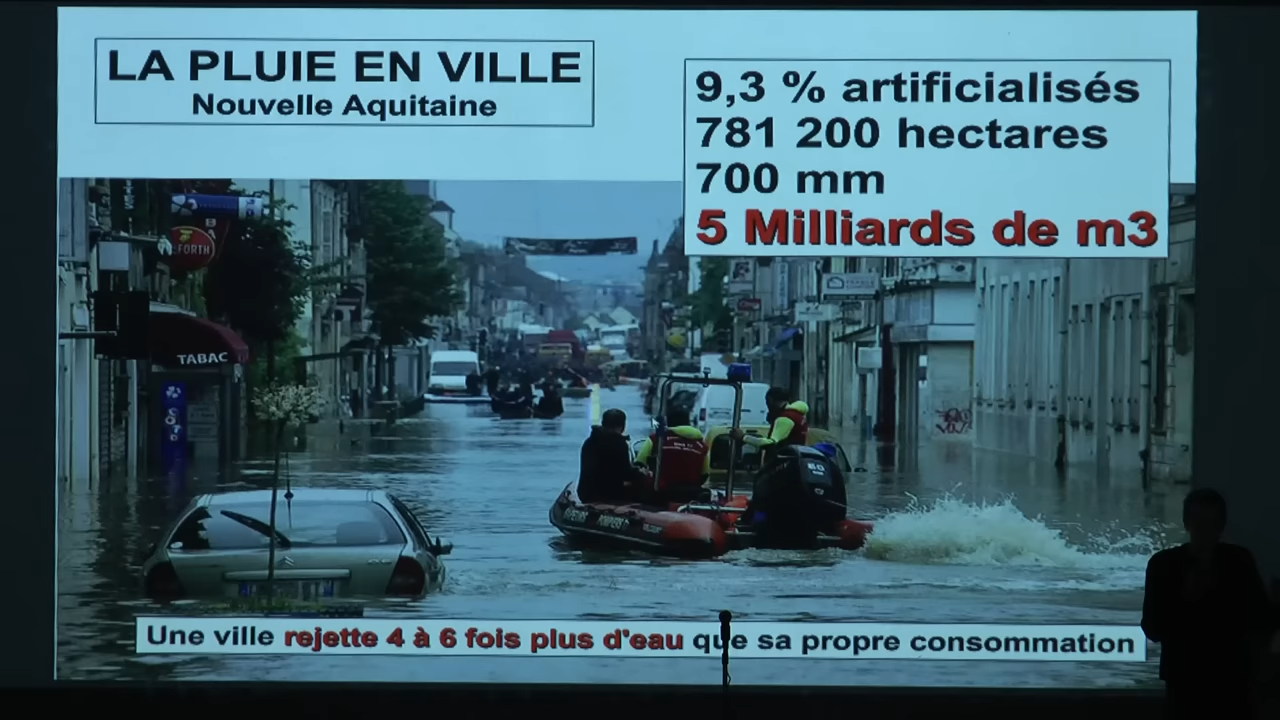 LA PLUIE EN VILLE
Nouvelle Aquitaine
9,3 % artificialisés
781 200 hectares
700 mm
5 Milliards de m3
TABAC
LOTO
Une ville rejette 4 à 6 fois plus d'eau que sa propre consommation